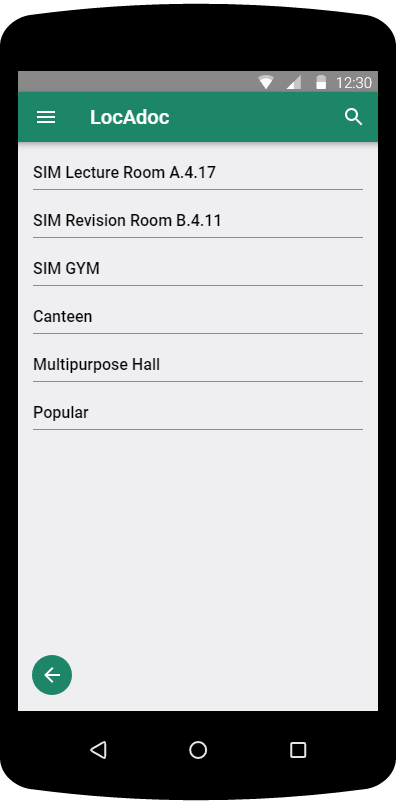 12:30
LocAdoc
SIM Lecture Room A.4.17
SIM Revision Room B.4.11
SIM GYM
Canteen
Multipurpose Hall
Popular